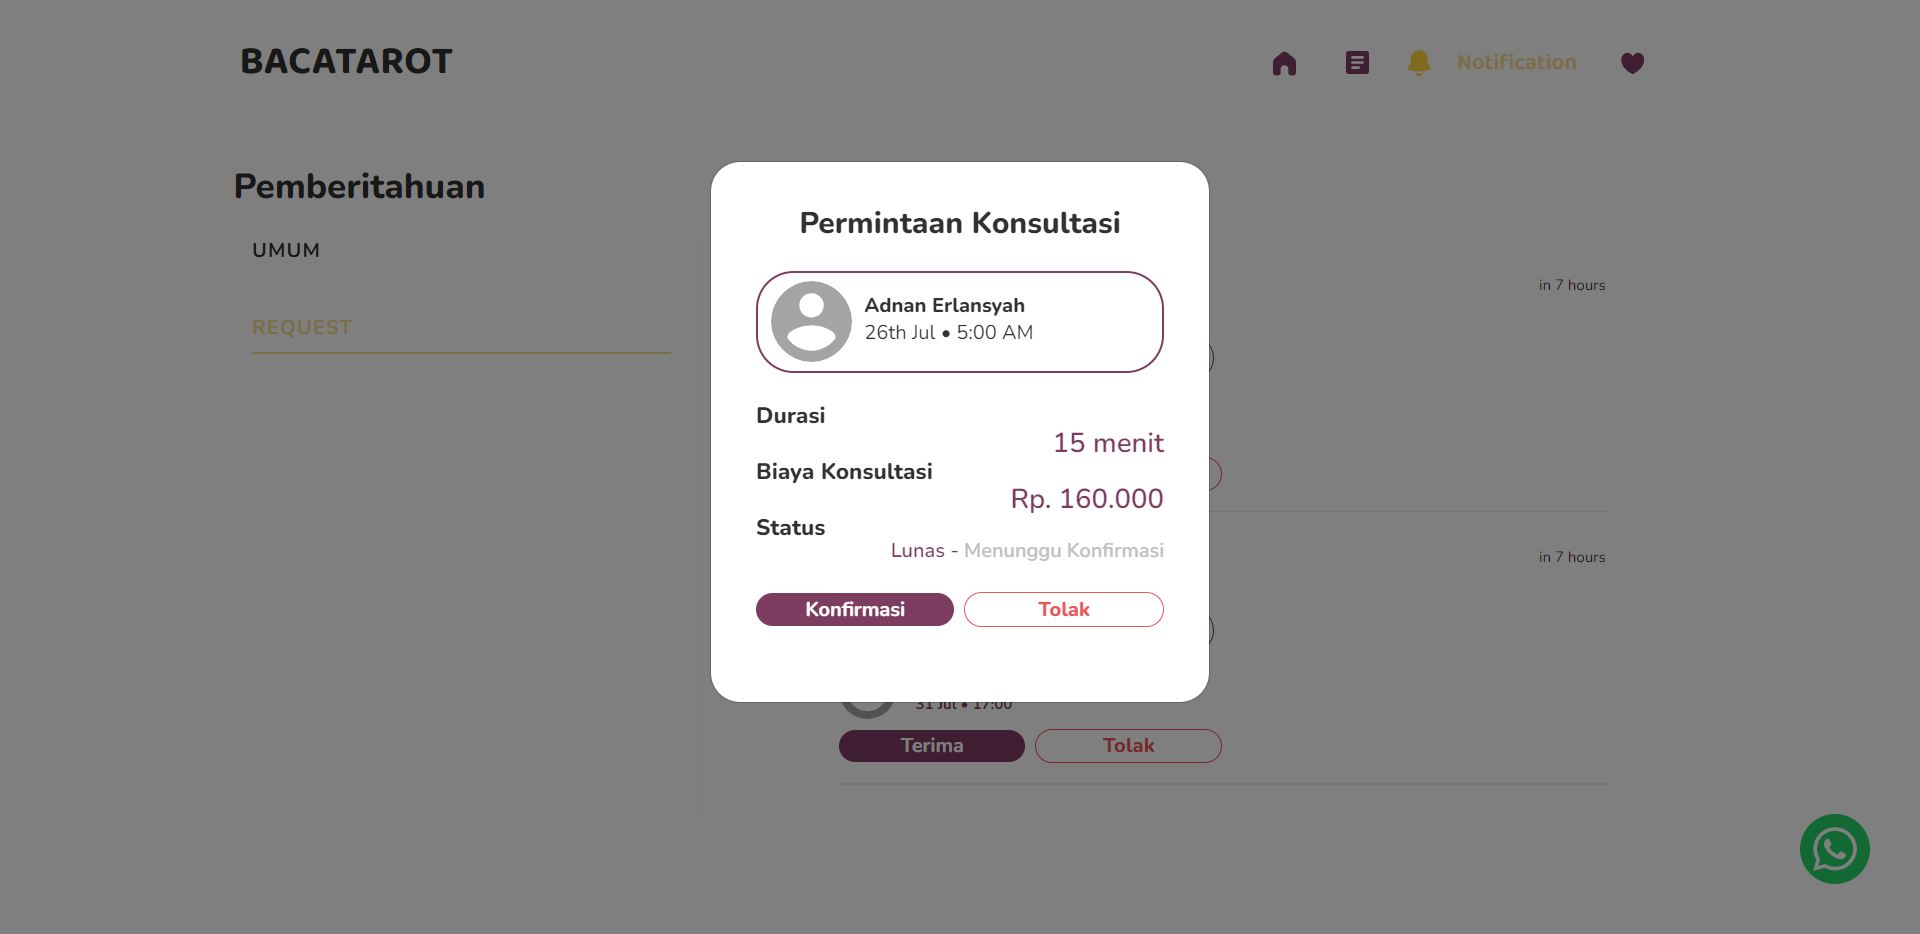 BACATAROT
Notification
Pemberitahuan
UMUM
REQUEST
Permintaan Konsultasi
Adnan Erlansyah
26th Jul • 5:00 AM
Durasi
15 menit
Biaya Konsultasi
Rp. 160.000
Status
Lunas - Menunggu Konfirmasi
Konfirmasi
Tolak
in 7 hours
in 7 hours
31 Jul • 17:00
Terima
Tolak